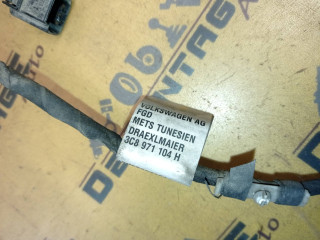 VOLKSWAGEN AG
FGD
METS TUNESIEN
DRAEXLMAIER
3C8 971 104 H